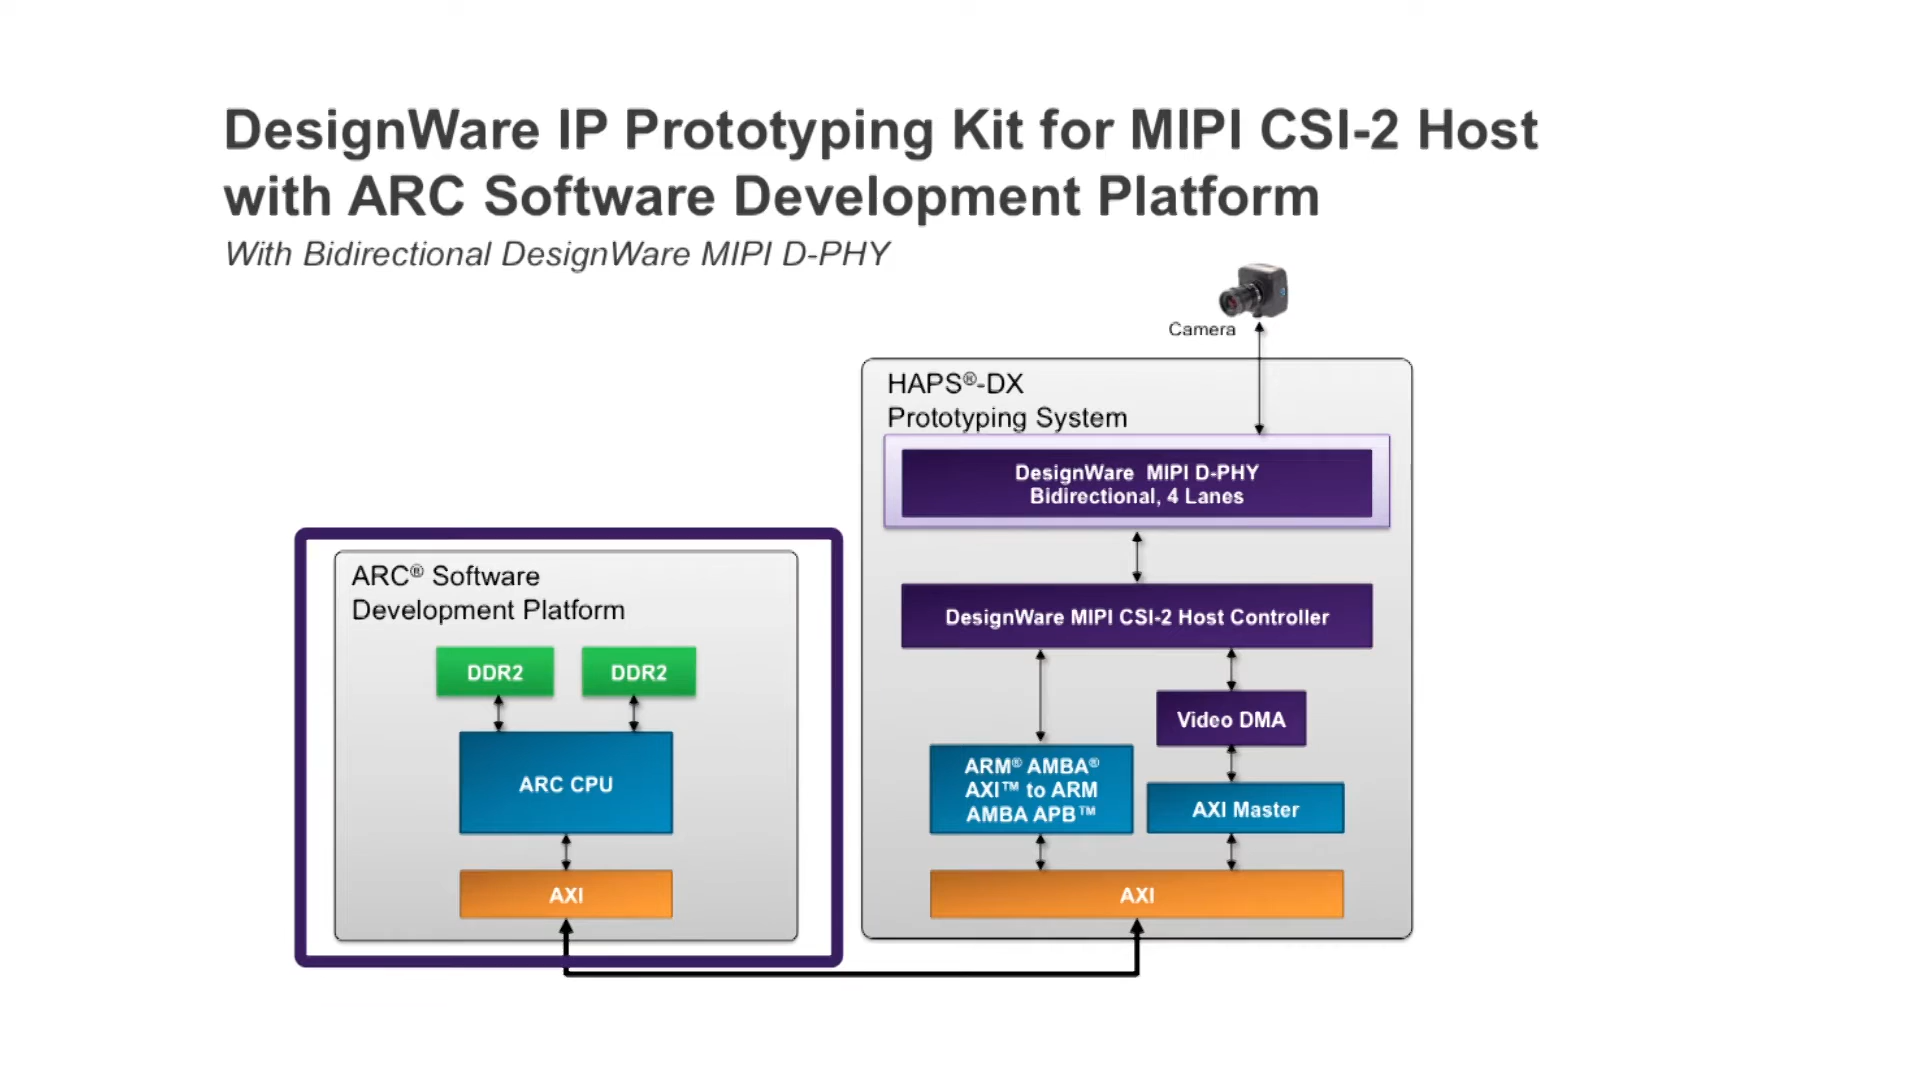 DesignWare IP Prototyping Kit for MIPI CSI-2 Host
with ARC Software Development Platform
With Bidirectional DesignWare MIPI D-PHY
Camera
HAPS®-DX
Prototyping System
DesignWare MIPI D-PHY
Bidirectional, 4 Lanes
DesignWare MIPI CSI-2 Host Controller
Video DMA
ARM® AMBA®
AXI™ to ARM
AMBA APB™
AXI Master
AXI
ARC® Software
Development Platform
DDR2
DDR2
ARC CPU
AXI